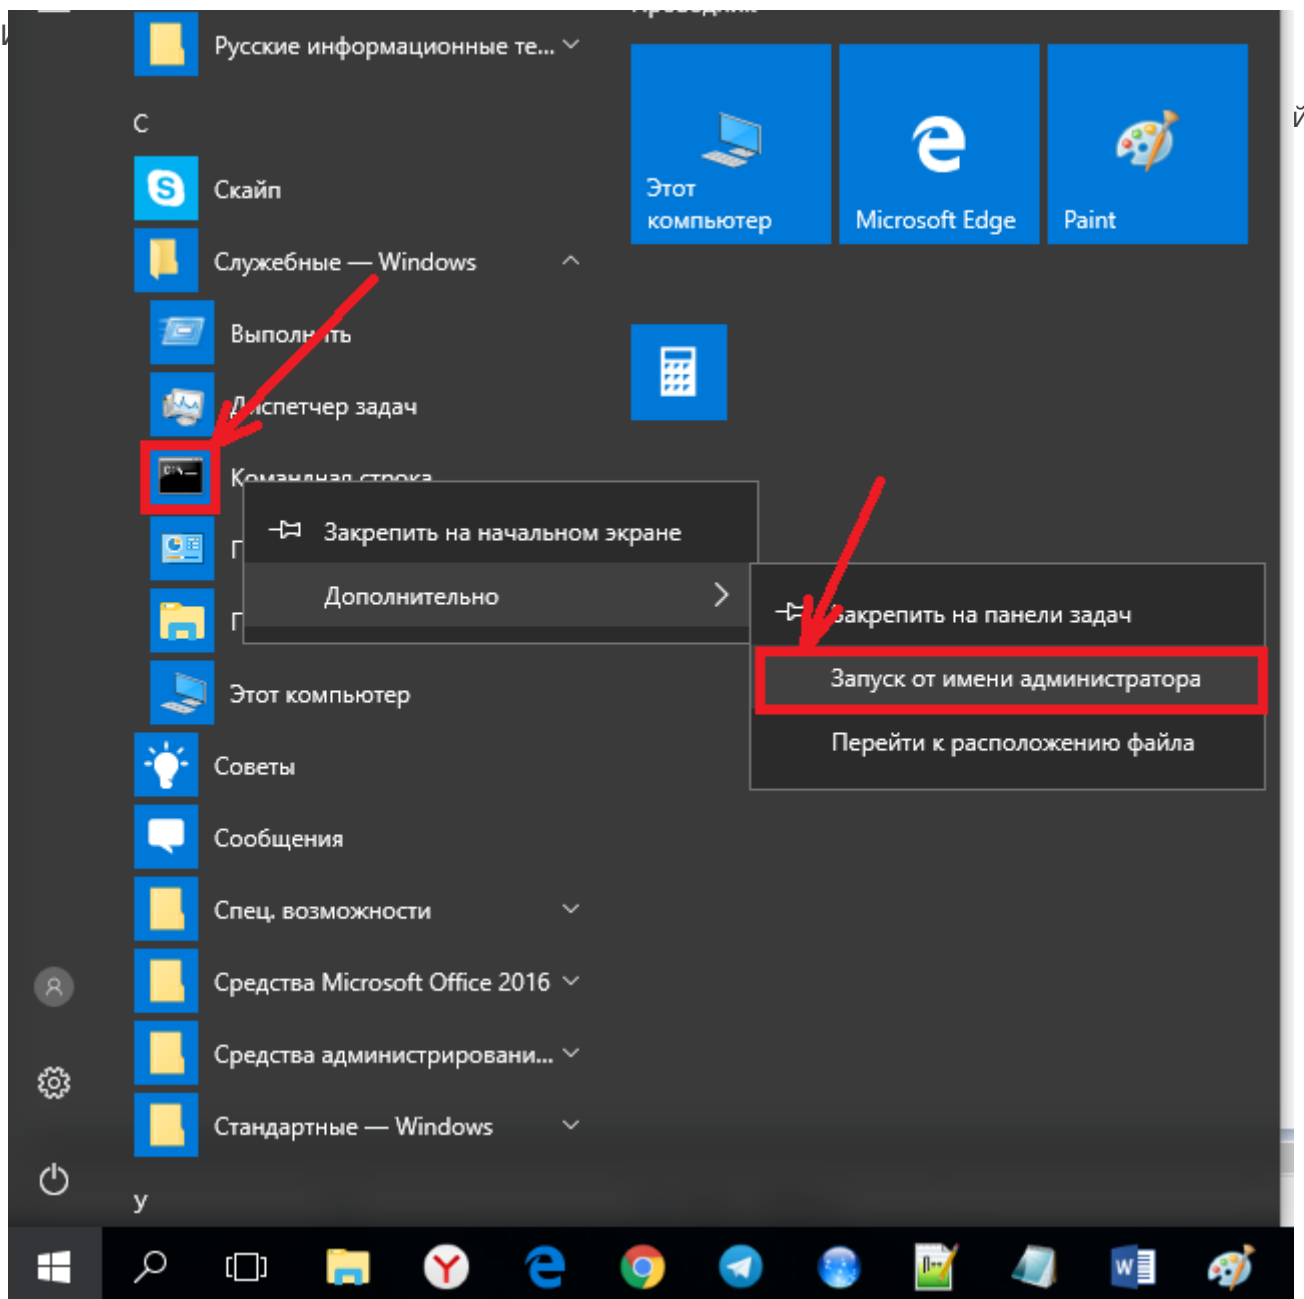 Русские информационные те...
С
Скайп
Служебные — Windows
Выполнить
Диспетчер задач
Командная строка
Закрепить на начальном экране
Дополнительно
Закрепить на панели задач
Запуск от имени администратора
Перейти к расположению файла
Этот компьютер
Советы
Сообщения
Спец. возможности
Средства Microsoft Office 2016
Средства администрировани...
Стандартные — Windows
У
Этот
компьютер
Microsoft Edge
Paint